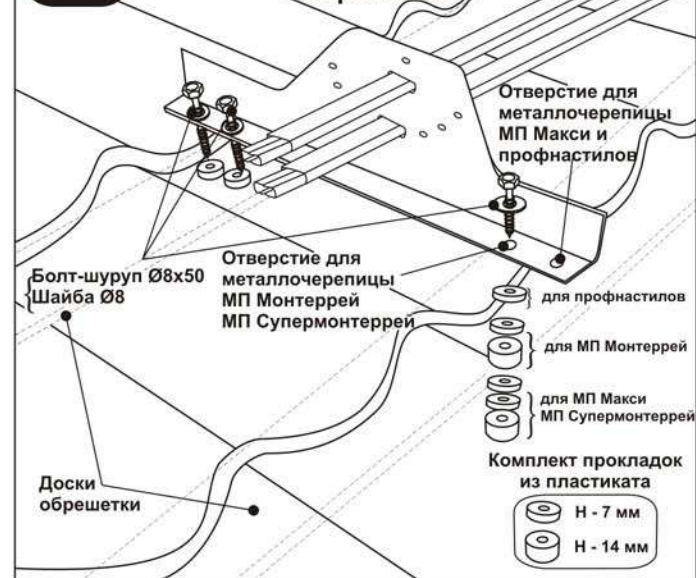 Отверстие для
металлочерепицы
МП Макси и
профнастилов
Отверстие для
металлочерепицы
МП Монтеррей
МП Супермонтеррей
Болт-шуруп Ø8х50
Шайба Ø8
для профнастилов
для МП Монтеррей
для МП Макси
МП Супермонтеррей
Доски
обрешетки
Комплект прокладок
из пластиката
Н - 7 мм
Н - 14 мм